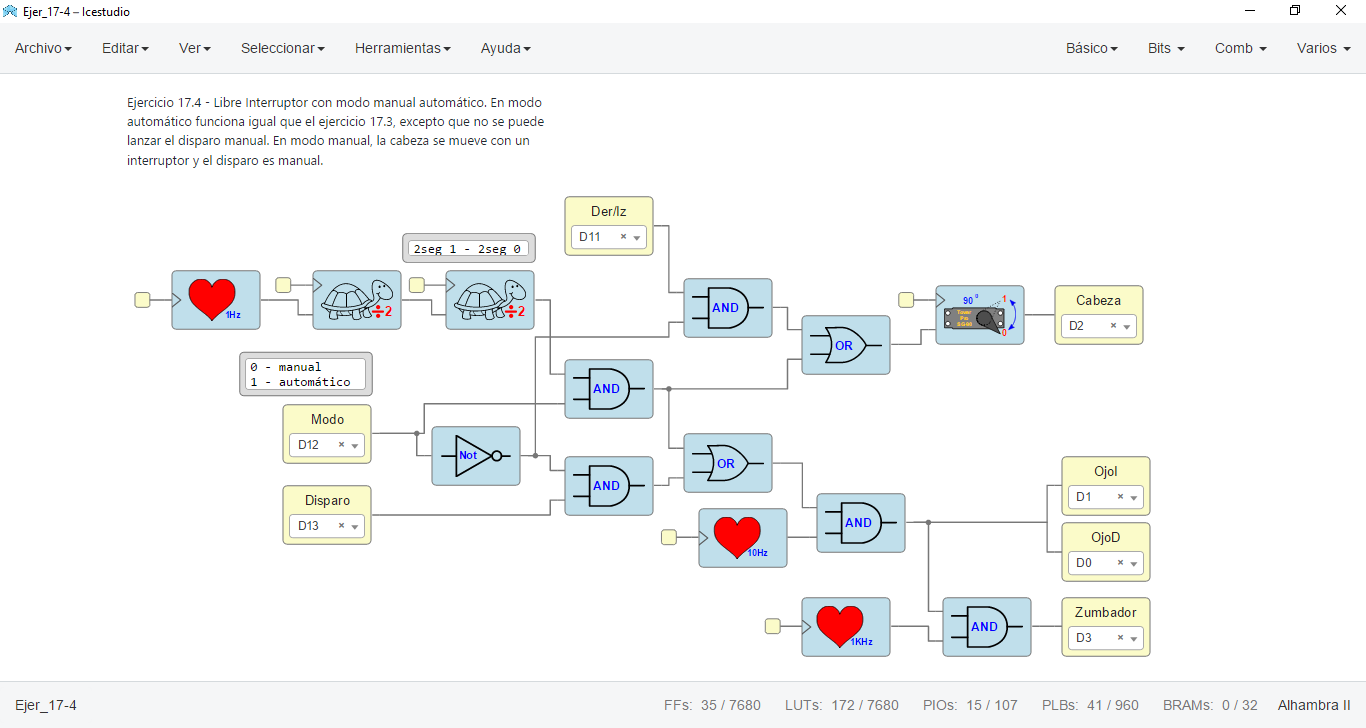 Ejer_17-4 – Icestudio
Archivo Editar Ver Seleccionar Herramientas Ayuda Básico Bits Comb Varios
Ejercicio 17.4 - Libre Interruptor con modo manual automático. En modo
automático funciona igual que el ejercicio 17.3, excepto que no se puede
lanzar el disparo manual. En modo manual, la cabeza se mueve con un
interruptor y el disparo es manual.
Der/Iz
D11 ×
2seg 1 - 2seg 0
1Hz
÷2
÷2
AND
OR
90 °
1
Tower
Pro
SG90
0
Cabeza
D2 ×
0 - manual
1 - automático
AND
Modo
D12 ×
Not
OR
AND
Disparo
D13 ×
OjoI
D1 ×
AND
10Hz
OjoD
D0 ×
1KHz
AND
Zumbador
D3 ×
Ejer_17-4 FFs: 35 / 7680 LUTs: 172 / 7680 PIOs: 15 / 107 PLBs: 41 / 960 BRAMs: 0 / 32 Alhambra II